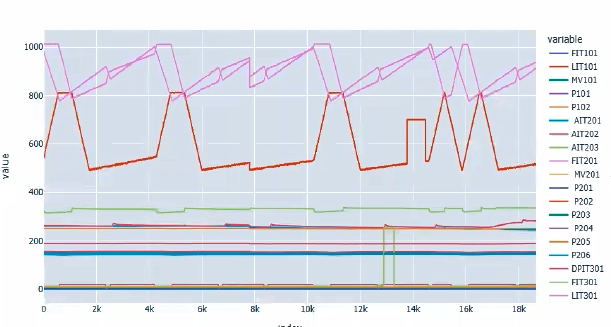 variable
FIT101
LIT101
MV101
P101
P102
AIT201
AIT202
AIT203
FIT201
MV201
P201
P202
P203
P204
P205
P206
DPIT301
FIT301
LIT301
value
1000
800
600
400
200
0
0 2k 4k 6k 8k 10k 12k 14k 16k 18k
index